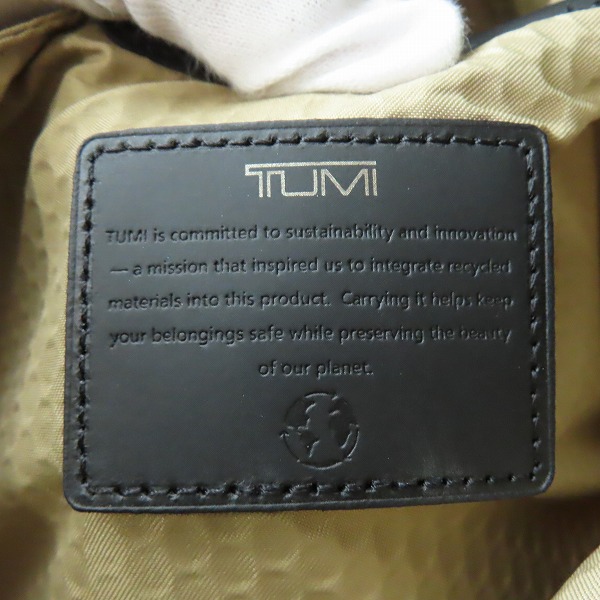 TUMI
TUMI is committed to sustainability and innovation
— a mission that inspired us to integrate recycled
materials into this product. Carrying it helps keep
your belongings safe while preserving the beauty
of our planet.